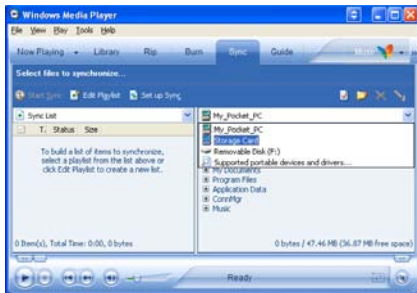 Windows Media Player
File View Play Tools Help
Now Playing Library Rip Burn Sync Guide
Select files to synchronize...
Start Sync Edit Playlist Set up Sync
Sync List
My_Pocket_PC
T. Status Size
My_Pocket_PC
Storage Card
Removable Disk (F:)
Supported portable devices and drivers...
To build a list of items to synchronize,
select a playlist from the list above or
click Edit Playlist to create a new list.
My Documents
Program Files
Application Data
ConnMgr
Music
0 Item(s), Total Time: 0:00, 0 bytes
0 bytes / 47.46 MB (36.87 MB free space)
Ready